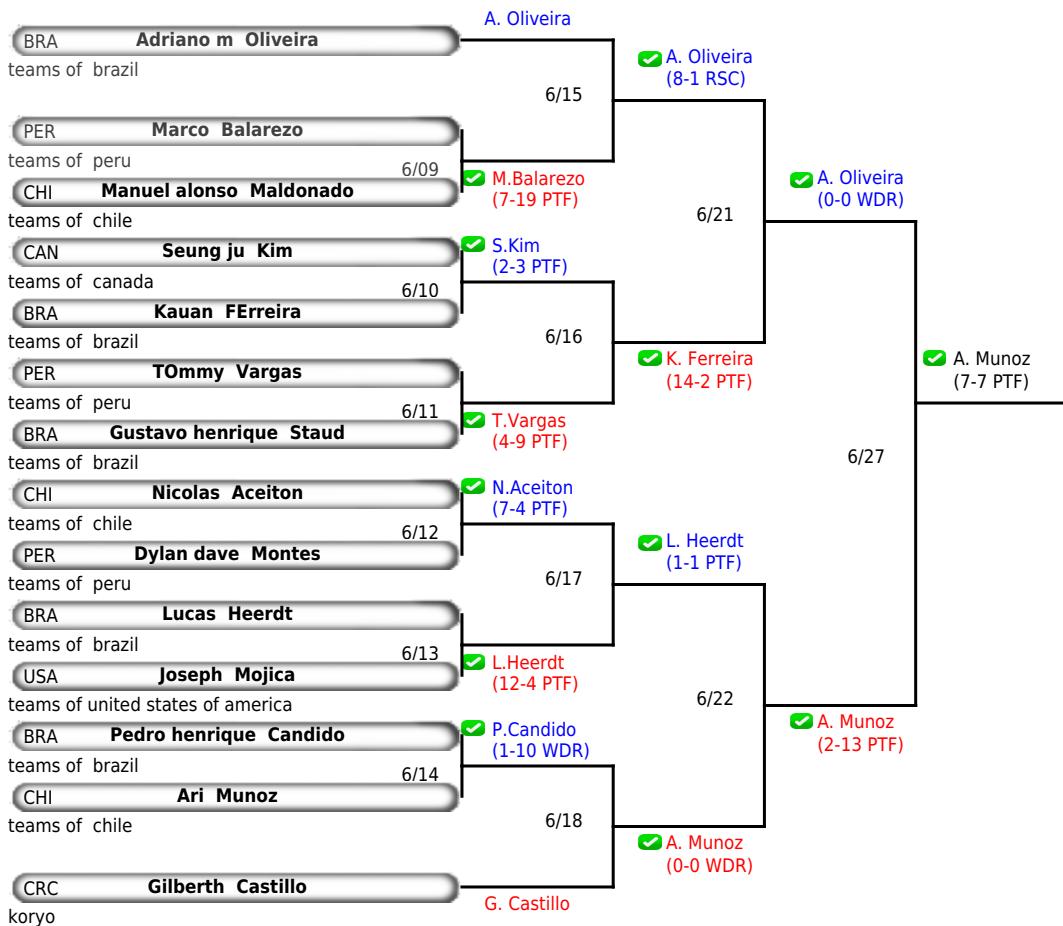 A. Oliveira
BRA Adriano m Oliveira
teams of brazil
A. Oliveira
(8-1 RSC)
6/15
PER Marco Balarezo
teams of peru
6/09
CHI Manuel alonso Maldonado
teams of chile
M.Balarezo
(7-19 PTF)
A. Oliveira
(0-0 WDR)
6/21
CAN Seung ju Kim
teams of canada
S.Kim
(2-3 PTF)
6/10
BRA Kauan FErreira
teams of brazil
6/16
K. Ferreira
(14-2 PTF)
PER TOmmy Vargas
teams of peru
6/11
BRA Gustavo henrique Staud
teams of brazil
T.Vargas
(4-9 PTF)
A. Munoz
(7-7 PTF)
6/27
CHI Nicolas Aceiton
teams of chile
N.Aceiton
(7-4 PTF)
6/12
PER Dylan dave Montes
teams of peru
L. Heerdt
(1-1 PTF)
6/17
BRA Lucas Heerdt
teams of brazil
6/13
USA Joseph Mojica
teams of united states of america
L.Heerdt
(12-4 PTF)
6/22
A. Munoz
(2-13 PTF)
BRA Pedro henrique Candido
teams of brazil
P.Candido
(1-10 WDR)
6/14
CHI Ari Munoz
teams of chile
6/18
A. Munoz
(0-0 WDR)
CRC Gilberth Castillo
koryo
G. Castillo